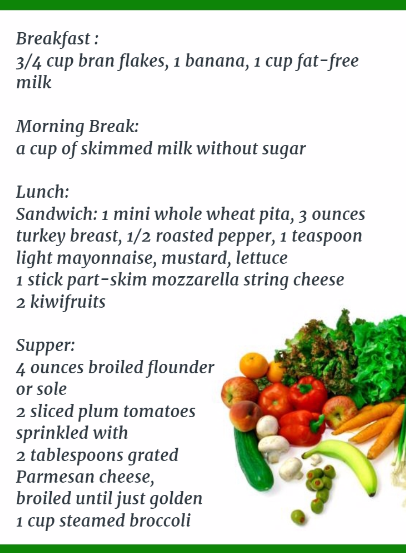 Breakfast :
3/4 cup bran flakes, 1 banana, 1 cup fat-free
milk
Morning Break:
a cup of skimmed milk without sugar
Lunch:
Sandwich: 1 mini whole wheat pita, 3 ounces
turkey breast, 1/2 roasted pepper, 1 teaspoon
light mayonnaise, mustard, lettuce
1 stick part-skim mozzarella string cheese
2 kiwifruits
Supper:
4 ounces broiled flounder
or sole
2 sliced plum tomatoes
sprinkled with
2 tablespoons grated
Parmesan cheese,
broiled until just golden
1 cup steamed broccoli